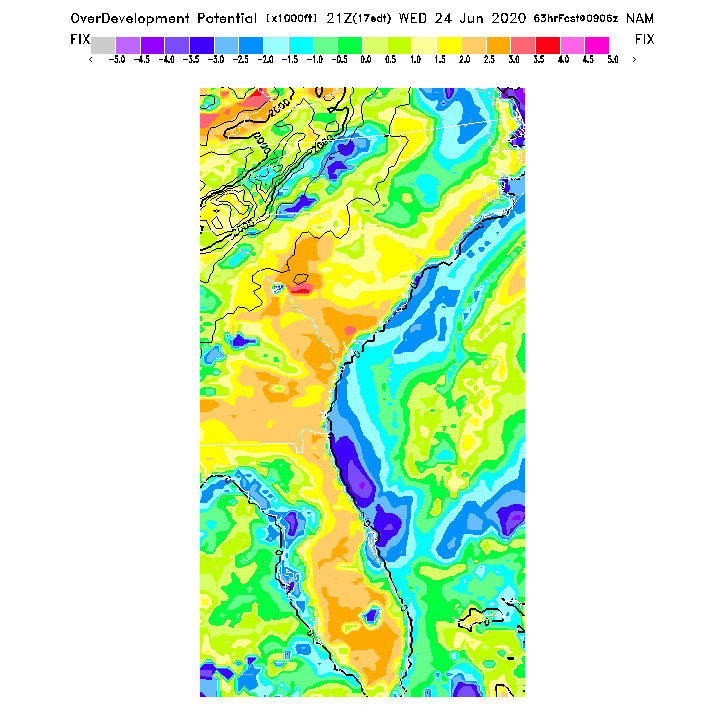 OverDevelopment Potential [x1000ft] 21Z(17edt) WED 24 Jun 2020 63hrFcst@0906z NAM
FIX FIX
< -5.0 -4.5 -4.0 -3.5 -3.0 -2.5 -2.0 -1.5 -1.0 -0.5 0.0 0.5 1.0 1.5 2.0 2.5 3.0 3.5 4.0 4.5 5.0 >
2000